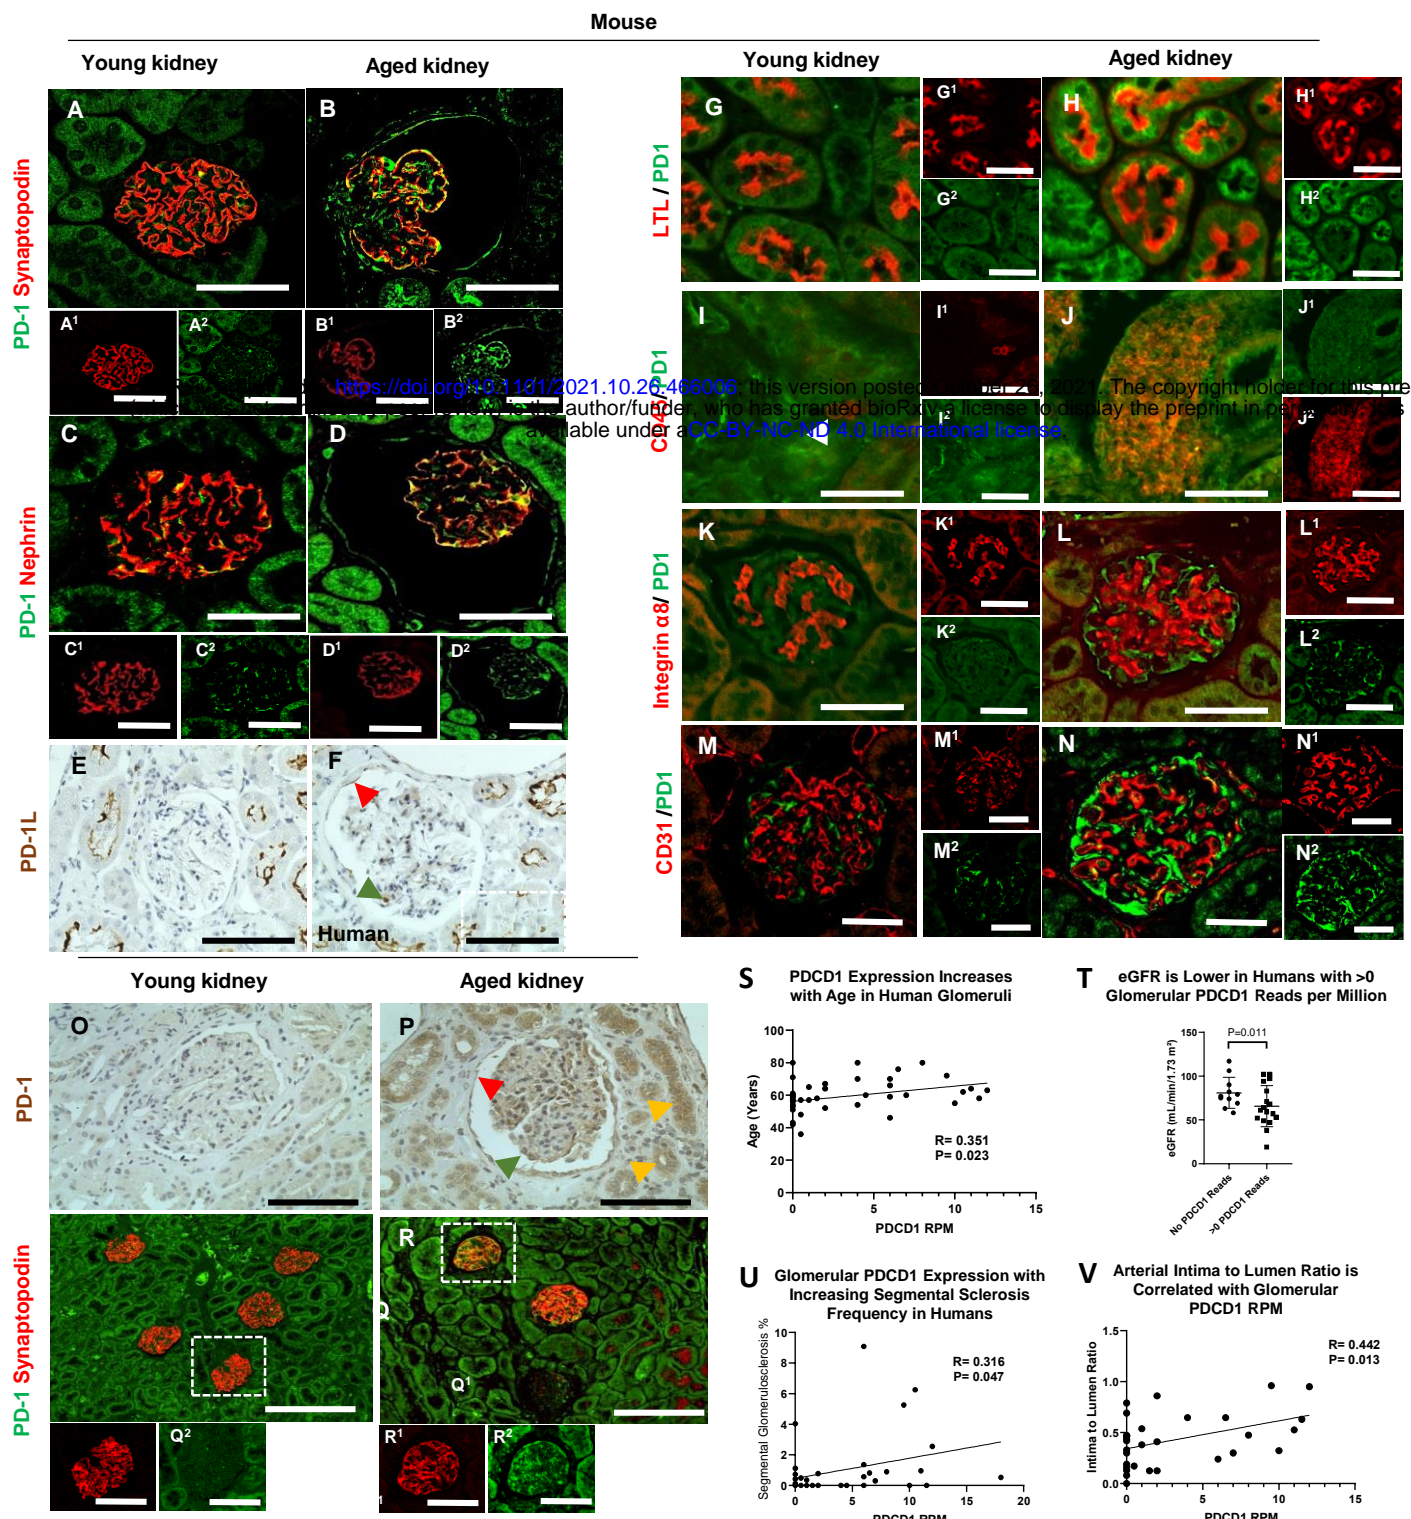 Mouse
Young kidney
Aged kidney
PD-1 Synaptopodin
A
B
A1
A2
B1
B2
PD-1 Nephrin
C
D
C1
C2
D1
D2
PD-1L
E
F
Human
Young kidney
Aged kidney
LTL / PD1
G
G1
G2
H
H1
H2
CD45/PD1
I
I1
I2
J
J1
J2
https://doi.org/10.1101/2021.10.26.466006; this version posted October 2021. The copyright holder for this pre
is the author/funder, who has granted bioRxiv a license to display the preprint in perpetuity. It is
available under aCC-BY-NC-ND 4.0 International license.
Integrin α8/ PD1
K
K1
K2
L
L1
L2
CD31 /PD1
M
M1
M2
N
N1
N2
Young kidney
Aged kidney
PD-1
O
P
PD-1 Synaptopodin
Q
Q1
Q2
R
R1
R2
S
PDCD1 Expression Increases
with Age in Human Glomeruli
Age (Years)
100
80
60
40
20
0
R= 0.351
P= 0.023
0 5 10 15
PDCD1 RPM
T
eGFR is Lower in Humans with >0
Glomerular PDCD1 Reads per Million
eGFR (mL/min/1.73 m²)
P=0.011
150
100
50
0
No PDCD1 Reads
>0 PDCD1 Reads
U
Glomerular PDCD1 Expression with
Increasing Segmental Sclerosis
Frequency in Humans
Segmental Glomerulosclerosis %
10
8
6
4
2
0
R= 0.316
P= 0.047
0 5 10 15 20
PDCD1 RPM
V
Arterial Intima to Lumen Ratio is
Correlated with Glomerular
PDCD1 RPM
Intima to Lumen Ratio
1.5
1.0
0.5
0.0
R= 0.442
P= 0.013
0 5 10 15
PDCD1 RPM